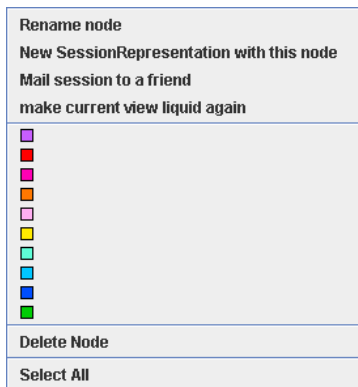 Rename node
New SessionRepresentation with this node
Mail session to a friend
make current view liquid again
Delete Node
Select All